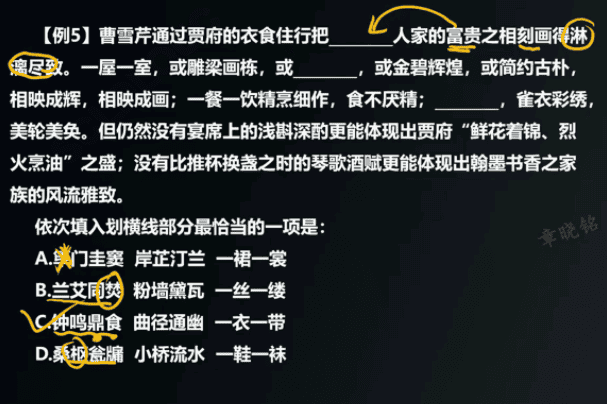 【例5】曹雪芹通过贾府的衣食住行把_______人家的富贵之相刻画得淋
漓尽致。一屋一室，或雕梁画栋，或_______，或金碧辉煌，或简约古朴，
相映成辉，相映成画；一餐一饮精烹细作，食不厌精；_______，雀衣彩绣，
美轮美奂。但仍然没有宴席上的浅斟深酌更能体现出贾府“鲜花着锦、烈
火烹油”之盛；没有比推杯换盏之时的琴歌酒赋更能体现出翰墨书香之家
族的风流雅致。
依次填入划横线部分最恰当的一项是：
A.门圭窦 岸芷汀兰 一裙一裳
B.兰艾同焚 粉墙黛瓦 一丝一缕
C.钟鸣鼎食 曲径通幽 一衣一带
D.桑枢瓮牖 小桥流水 一鞋一袜
章晓铭